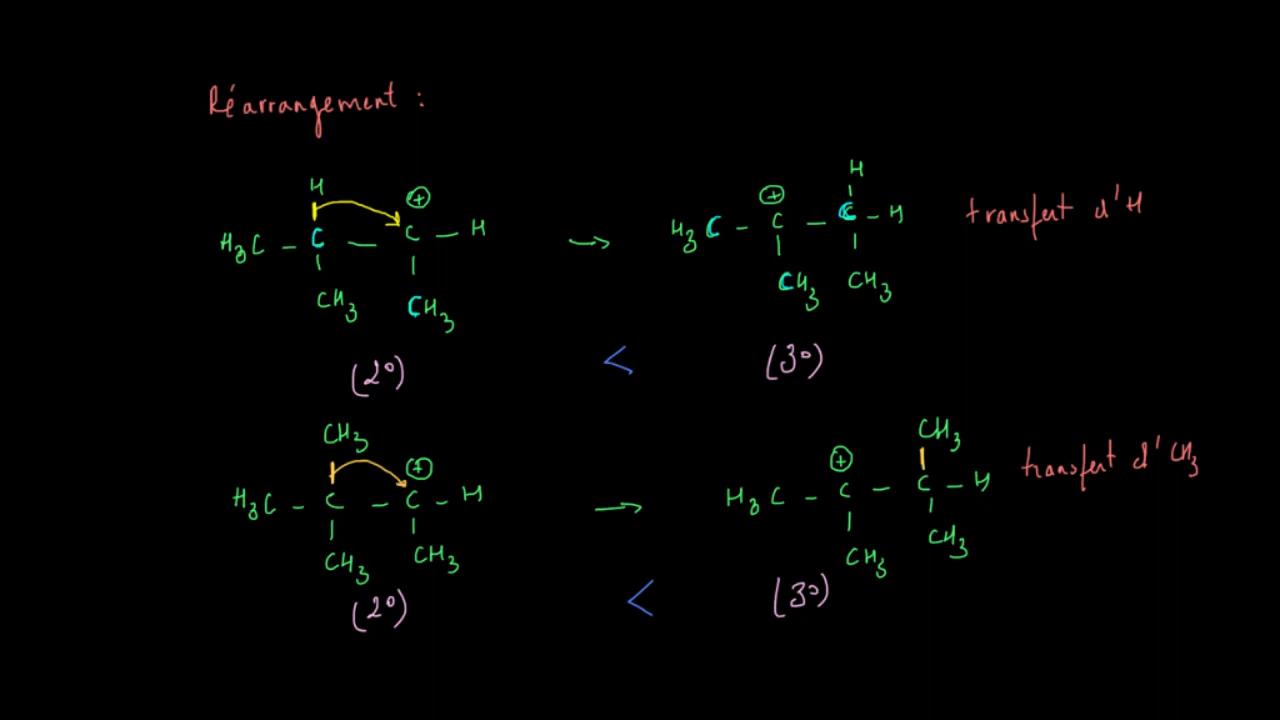 Réarrangement :
H ⊕ H
H₃C - C — C - H → H₃C - C⊕ - C - H transfert d'H
CH₃ CH₃ CH₃ CH₃
(2°) < (3°)
CH₃ ⊕ ⊕ CH₃
H₃C - C - C - H → H₃C - C - C - H transfert d'CH₃
CH₃ CH₃ CH₃ CH₃
(2°) < (3°)